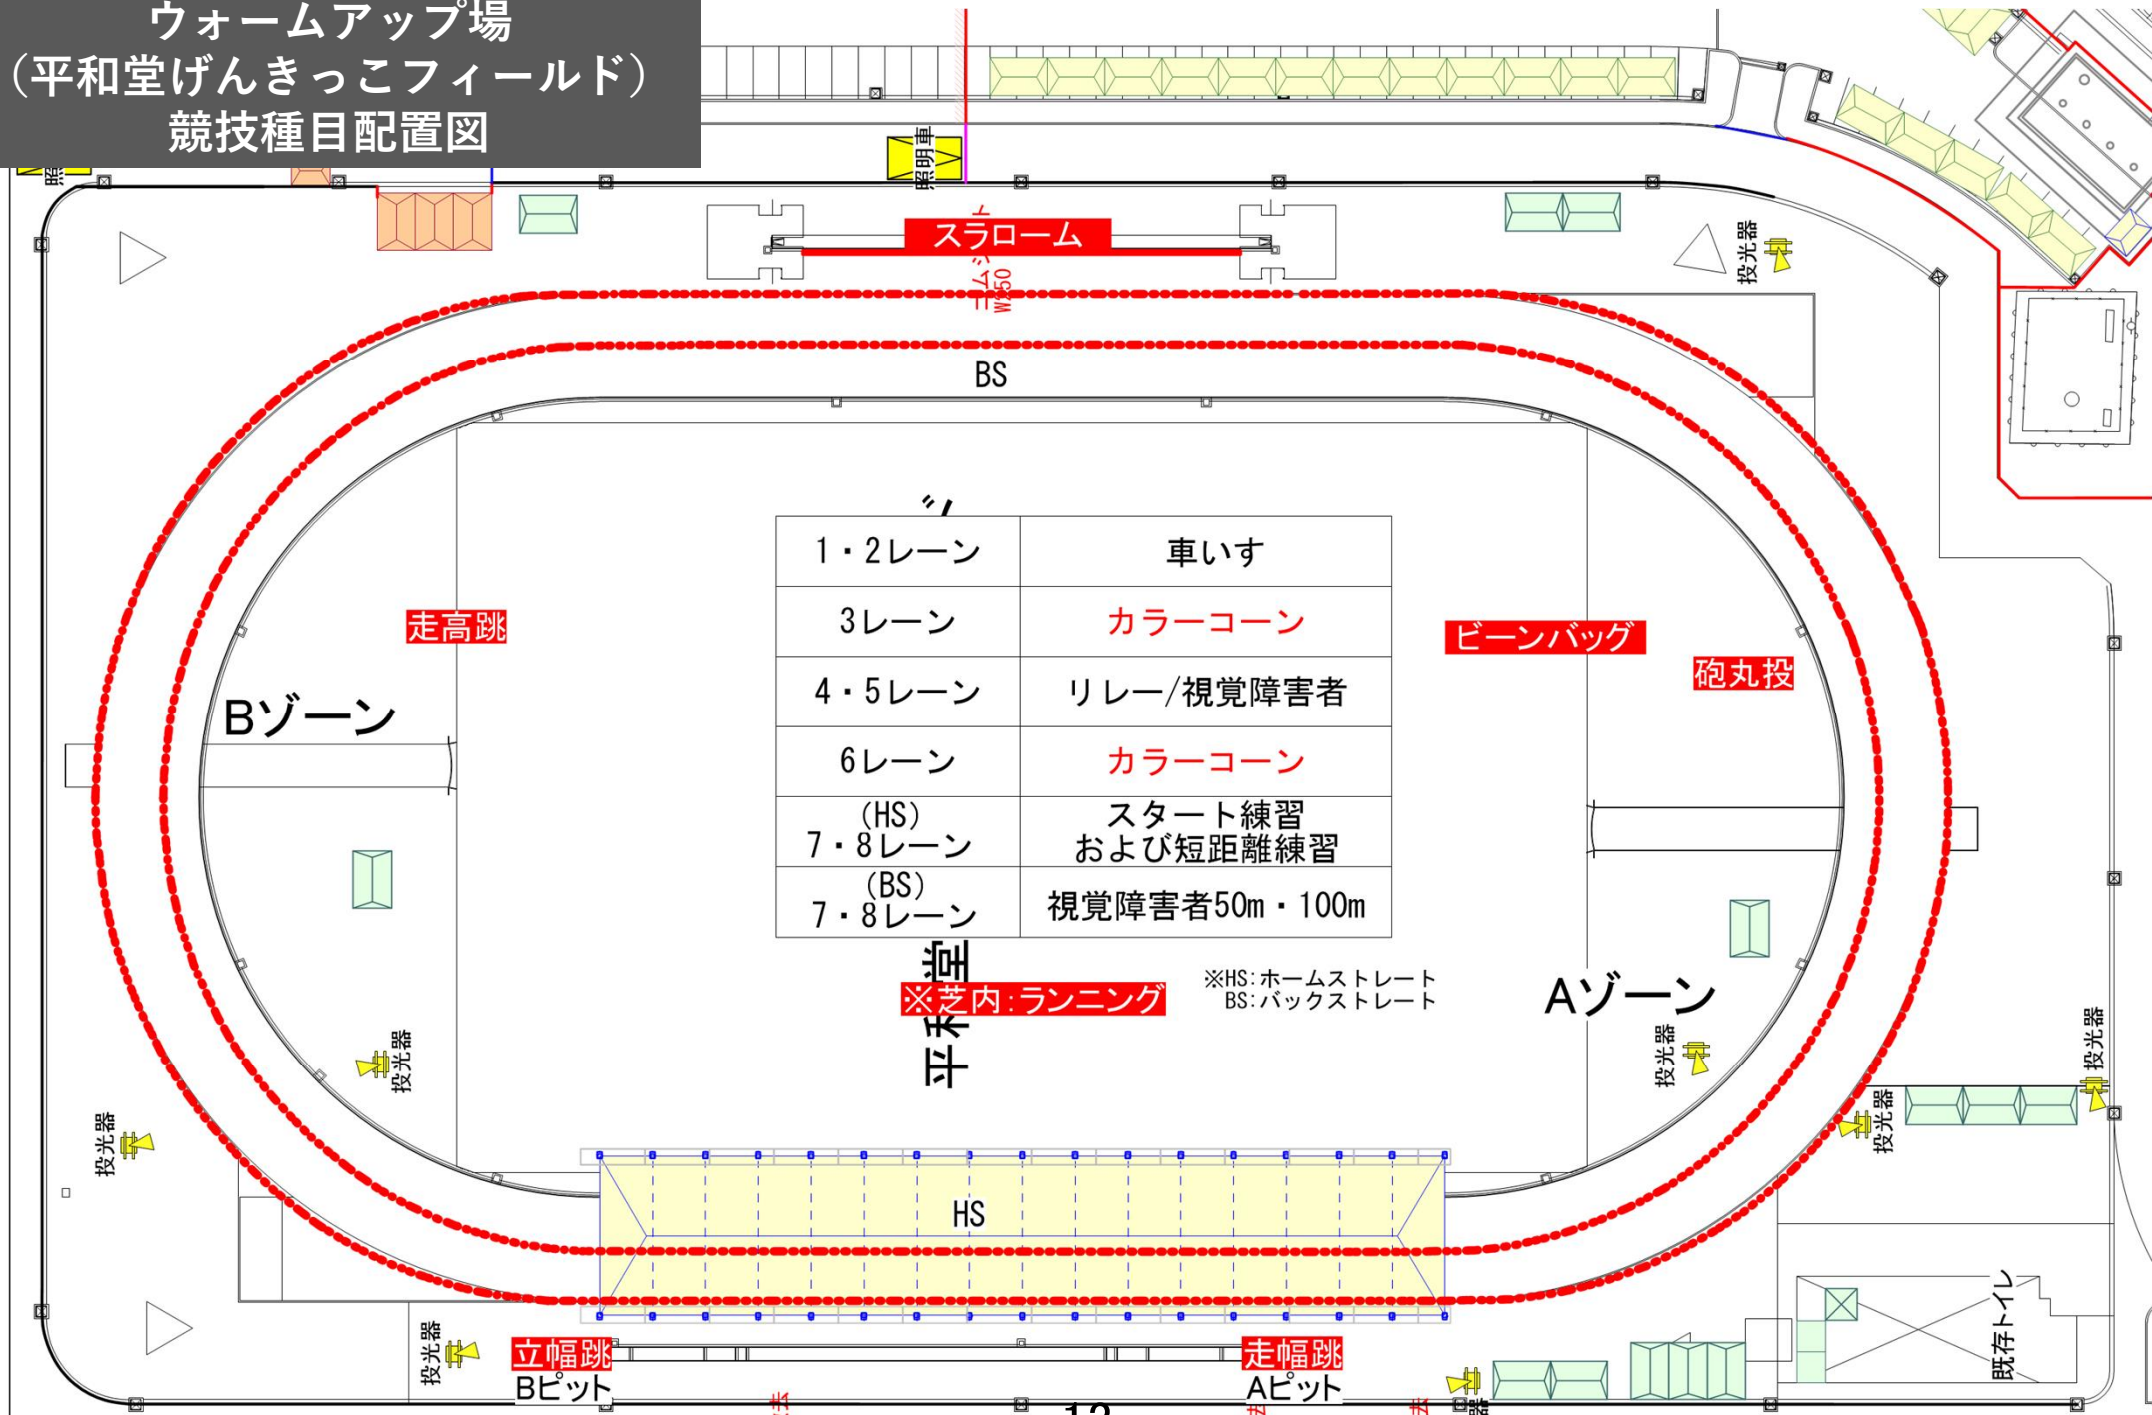 ウォームアップ場
（平和堂げんきっこフィールド）
競技種目配置図
照明車
スラローム
W350
投光器
BS
1・2レーン 車いす
3レーン カラーコーン
4・5レーン リレー/視覚障害者
6レーン カラーコーン
(HS)
7・8レーン
スタート練習
および短距離練習
(BS)
7・8レーン
視覚障害者50m・100m
走高跳
ビーンバッグ
砲丸投
Bゾーン
※芝内：ランニング
※HS:ホームストレート
BS:バックストレート
Aゾーン
平和堂
投光器
投光器
投光器
投光器
投光器
HS
投光器
立幅跳
Bピット
走幅跳
Aピット
既存トイレ